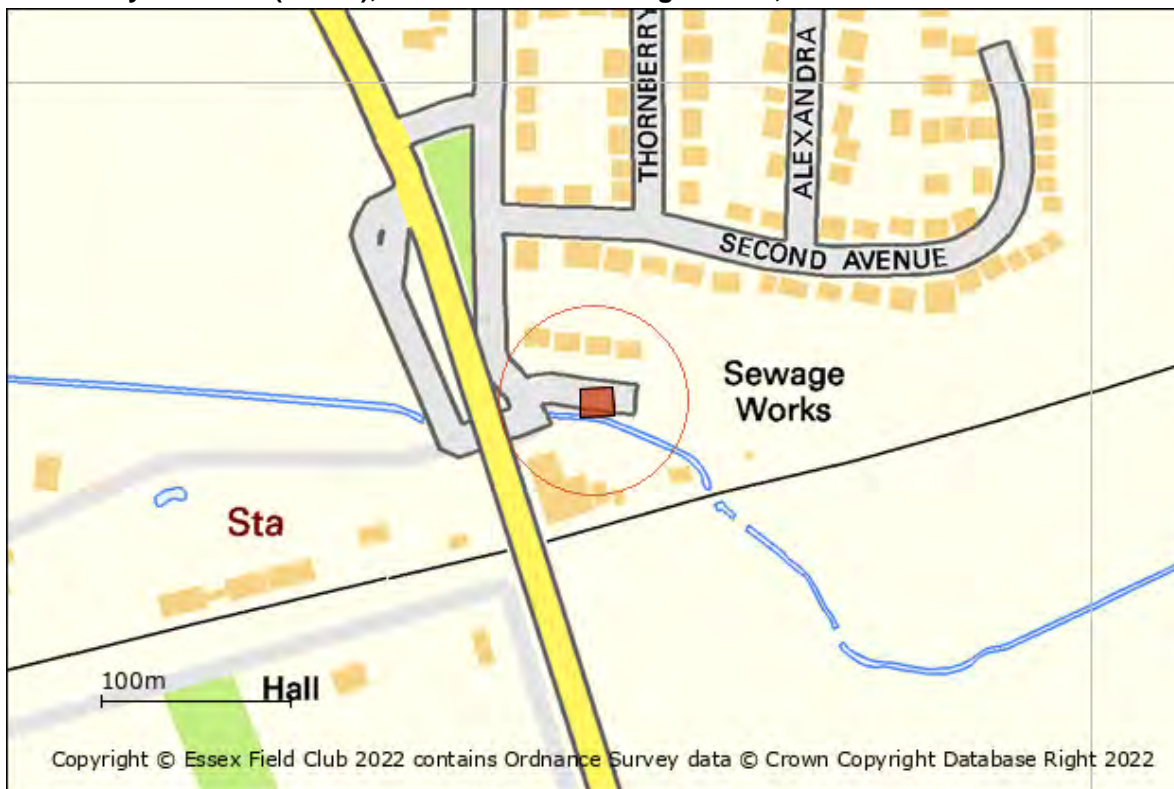 THORNBERRY
ALEXANDRA
SECOND AVENUE
Sewage
Works
Sta
100m
Hall
Copyright © Essex Field Club 2022 contains Ordnance Survey data © Crown Copyright Database Right 2022